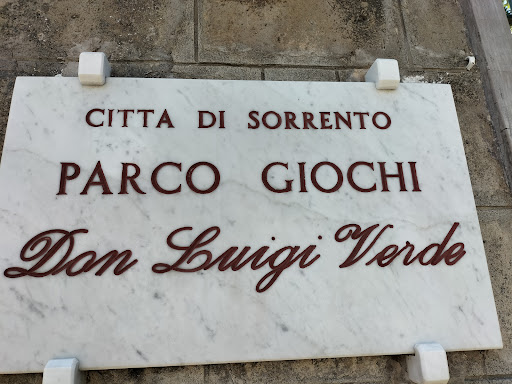 CITTA DI SORRENTO
PARCO GIOCHI
Don Luigi Verde